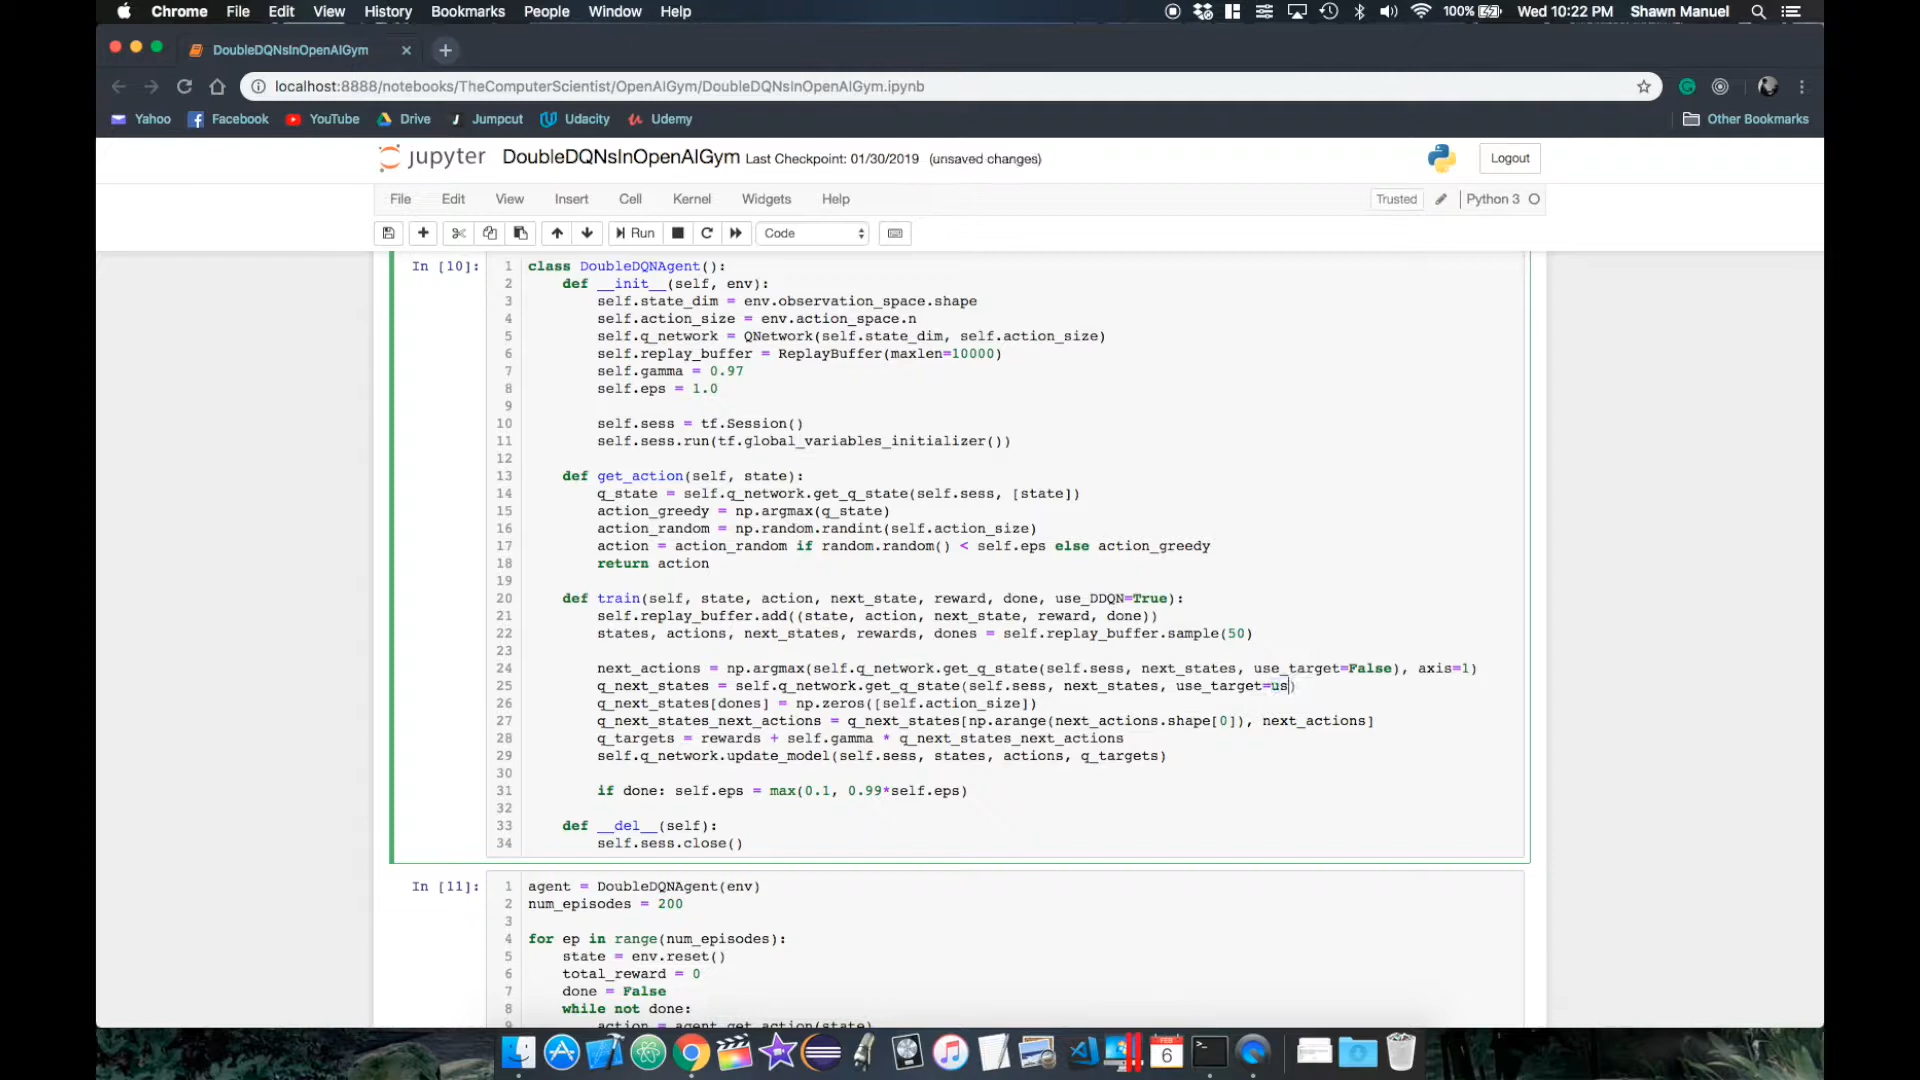 Chrome File Edit View History Bookmarks People Window Help 100% Wed 10:22 PM Shawn Manuel
DoubleDQNsInOpenAIGym
localhost:8888/notebooks/TheComputerScientist/OpenAIGym/DoubleDQNsInOpenAIGym.ipynb
Yahoo Facebook YouTube Drive Jumpcut Udacity Udemy Other Bookmarks
jupyter DoubleDQNsInOpenAIGym Last Checkpoint: 01/30/2019 (unsaved changes) Logout
File Edit View Insert Cell Kernel Widgets Help Trusted Python 3
Run Code
In [10]:
1 class DoubleDQNAgent():
2 def __init__(self, env):
3 self.state_dim = env.observation_space.shape
4 self.action_size = env.action_space.n
5 self.q_network = QNetwork(self.state_dim, self.action_size)
6 self.replay_buffer = ReplayBuffer(maxlen=10000)
7 self.gamma = 0.97
8 self.eps = 1.0
9
10 self.sess = tf.Session()
11 self.sess.run(tf.global_variables_initializer())
12
13 def get_action(self, state):
14 q_state = self.q_network.get_q_state(self.sess, [state])
15 action_greedy = np.argmax(q_state)
16 action_random = np.random.randint(self.action_size)
17 action = action_random if random.random() < self.eps else action_greedy
18 return action
19
20 def train(self, state, action, next_state, reward, done, use_DDQN=True):
21 self.replay_buffer.add((state, action, next_state, reward, done))
22 states, actions, next_states, rewards, dones = self.replay_buffer.sample(50)
23
24 next_actions = np.argmax(self.q_network.get_q_state(self.sess, next_states, use_target=False), axis=1)
25 q_next_states = self.q_network.get_q_state(self.sess, next_states, use_target=us)
26 q_next_states[dones] = np.zeros([self.action_size])
27 q_next_states_next_actions = q_next_states[np.arange(next_actions.shape[0]), next_actions]
28 q_targets = rewards + self.gamma * q_next_states_next_actions
29 self.q_network.update_model(self.sess, states, actions, q_targets)
30
31 if done: self.eps = max(0.1, 0.99*self.eps)
32
33 def __del__(self):
34 self.sess.close()
In [11]:
1 agent = DoubleDQNAgent(env)
2 num_episodes = 200
3
4 for ep in range(num_episodes):
5 state = env.reset()
6 total_reward = 0
7 done = False
8 while not done:
9 action = agent.get_action(state)
FEB
6